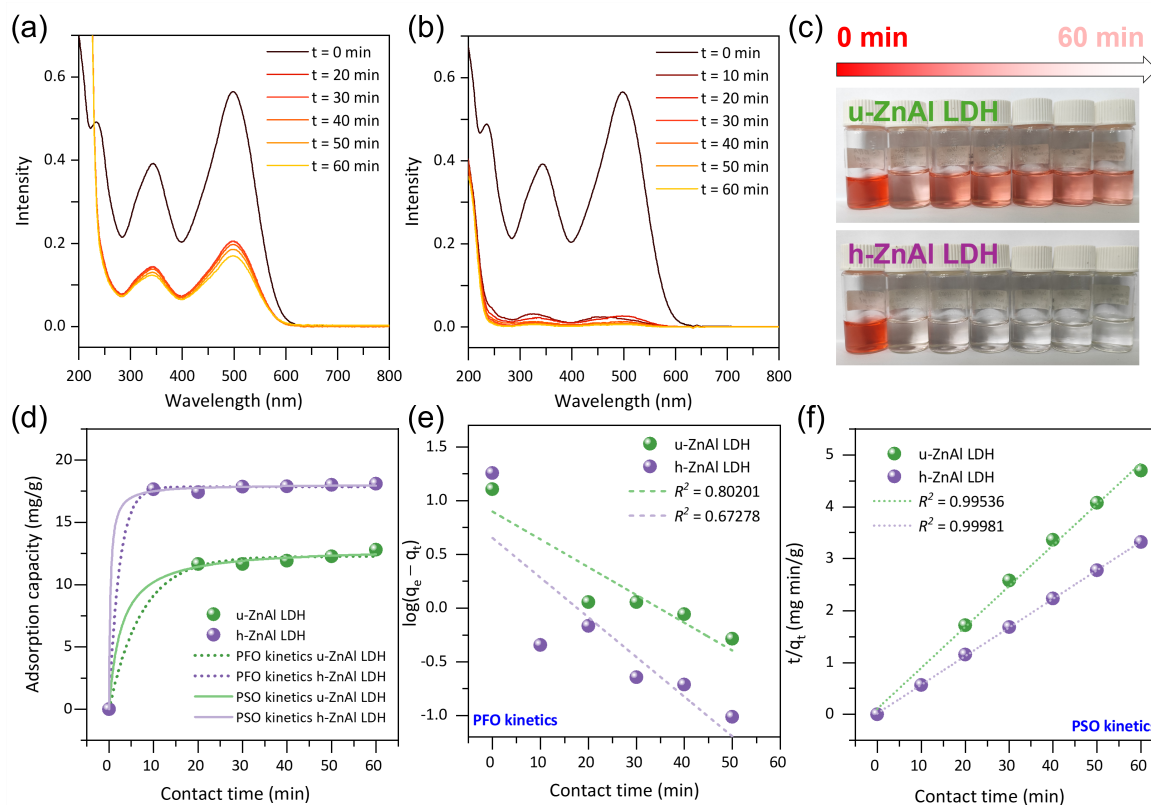 (a)
0.6
0.4
0.2
0.0
Intensity
200 300 400 500 600 700 800
Wavelength (nm)
t = 0 min
t = 20 min
t = 30 min
t = 40 min
t = 50 min
t = 60 min
(b)
0.6
0.4
0.2
0.0
Intensity
200 300 400 500 600 700 800
Wavelength (nm)
t = 0 min
t = 10 min
t = 20 min
t = 30 min
t = 40 min
t = 50 min
t = 60 min
(c)
0 min 60 min
u-ZnAl LDH
h-ZnAl LDH
(d)
20
15
10
5
0
Adsorption capacity (mg/g)
0 10 20 30 40 50 60
Contact time (min)
u-ZnAl LDH
h-ZnAl LDH
PFO kinetics u-ZnAl LDH
PFO kinetics h-ZnAl LDH
PSO kinetics u-ZnAl LDH
PSO kinetics h-ZnAl LDH
(e)
1.5
1.0
0.5
0.0
-0.5
-1.0
log(qe − qt)
0 10 20 30 40 50 60
Contact time (min)
u-ZnAl LDH
h-ZnAl LDH
R² = 0.80201
R² = 0.67278
PFO kinetics
(f)
5
4
3
2
1
0
t/qt (mg min/g)
0 10 20 30 40 50 60
Contact time (min)
u-ZnAl LDH
h-ZnAl LDH
R² = 0.99536
R² = 0.99981
PSO kinetics